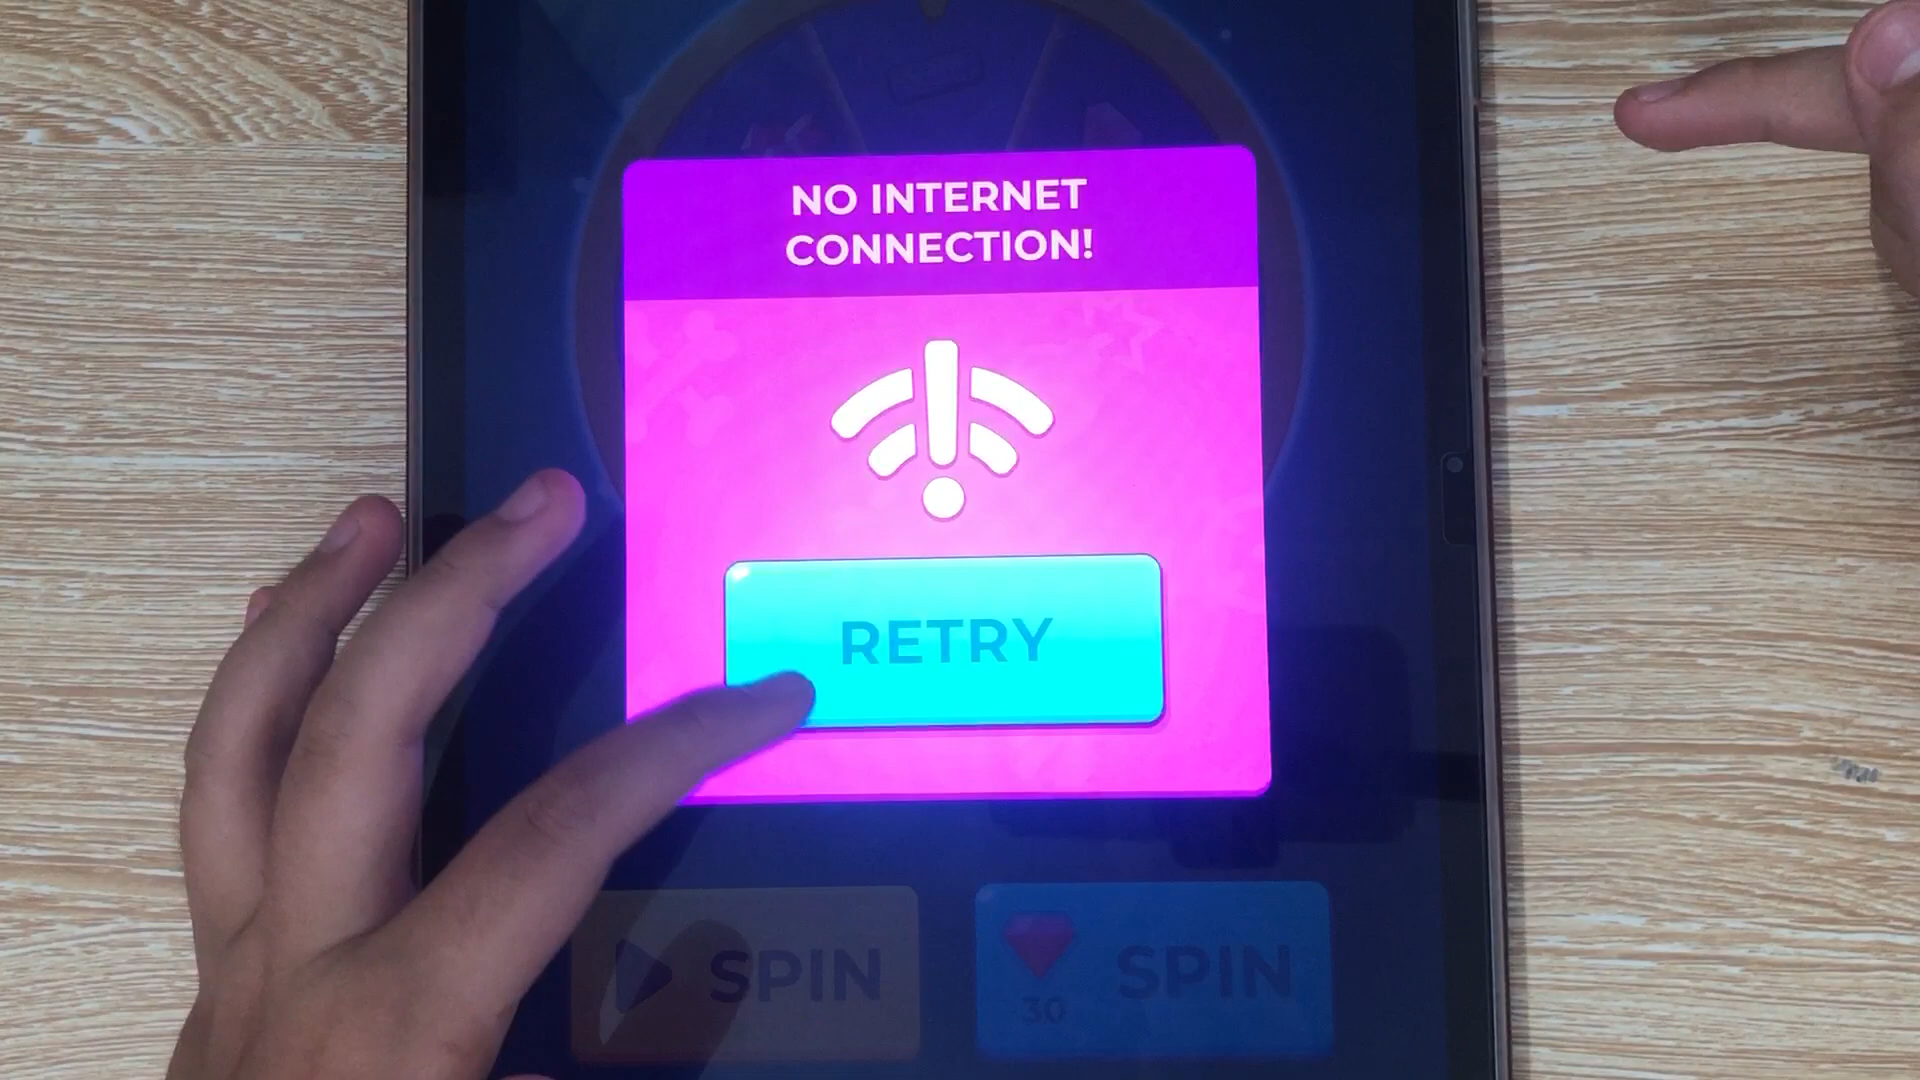 NO INTERNET
CONNECTION!
RETRY
SPIN
SPIN
30